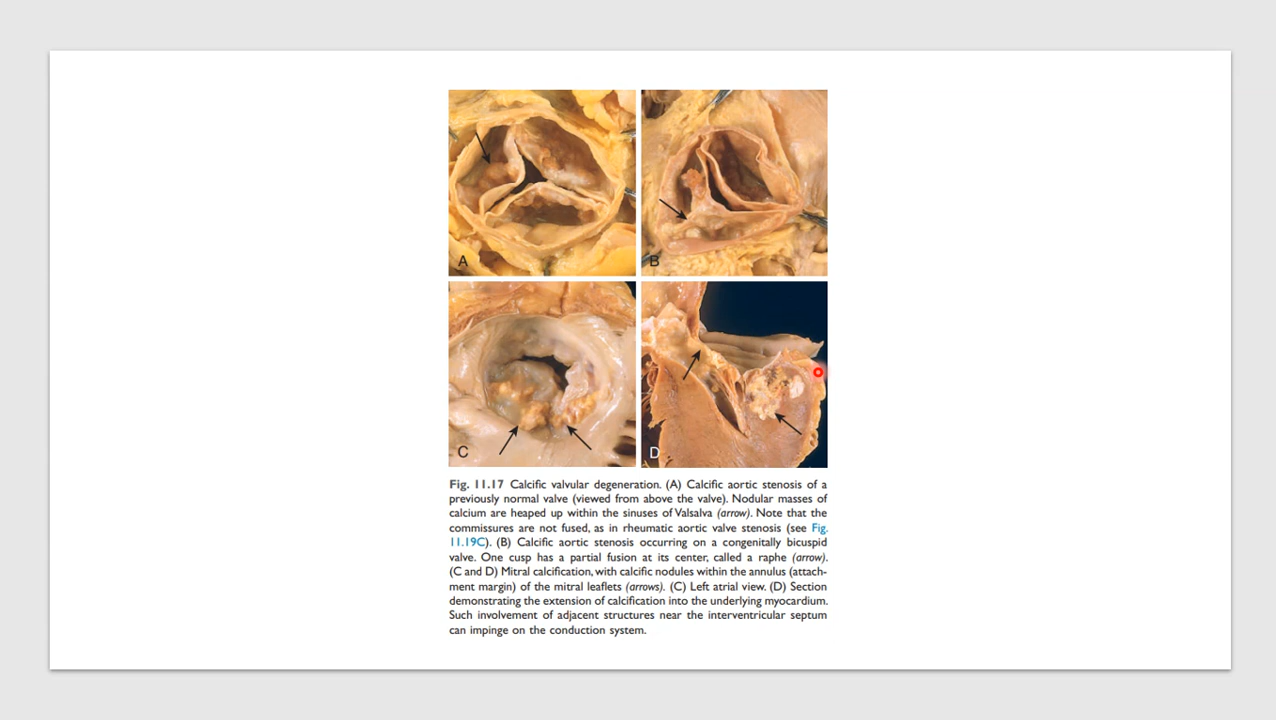 A
B
C
D
Fig. 11.17 Calcific valvular degeneration. (A) Calcific aortic stenosis of a
previously normal valve (viewed from above the valve). Nodular masses of
calcium are heaped up within the sinuses of Valsalva (arrow). Note that the
commissures are not fused, as in rheumatic aortic valve stenosis (see Fig.
11.19C). (B) Calcific aortic stenosis occurring on a congenitally bicuspid
valve. One cusp has a partial fusion at its center, called a raphe (arrow).
(C and D) Mitral calcification, with calcific nodules within the annulus (attach-
ment margin) of the mitral leaflets (arrows). (C) Left atrial view. (D) Section
demonstrating the extension of calcification into the underlying myocardium.
Such involvement of adjacent structures near the interventricular septum
can impinge on the conduction system.